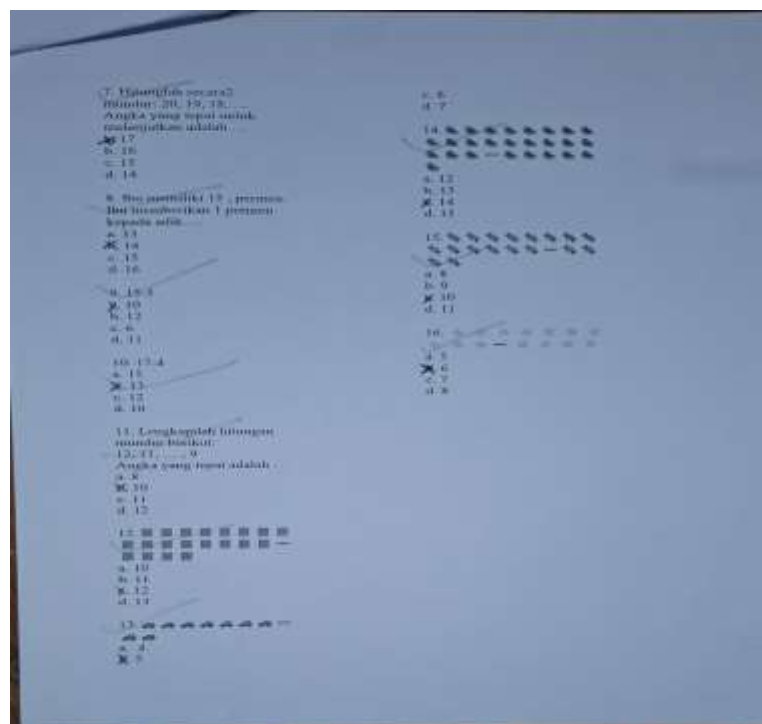 7. Hitunglah secara2
Mundur: 20, 19, 18, ....
Angka yang tepat untuk
melanjutkan adalah
17
b. 16
c. 15
d. 14
8. Ibu memiliki 15 , permen
Ibu memberikan 1 permen
kepada adik....
a. 13
14
c. 15
d. 16
9. 15-5
10
b. 12
c. 6
d. 11
10. 17-4
a. 15
13
c. 12
d. 10
11. Lengkapilah hitungan
mundur berikut:
12, 11, ...., 9
Angka yang tepat adalah
a. 8
10
c. 11
d. 12
12.
a. 10
b. 11
12
d. 13
13.
a. 4
5
c. 6
d. 7
14.
a. 12
b. 13
14
d. 15
15.
a. 8
b. 9
10
d. 11
16.
a. 5
6
c. 7
d. 8